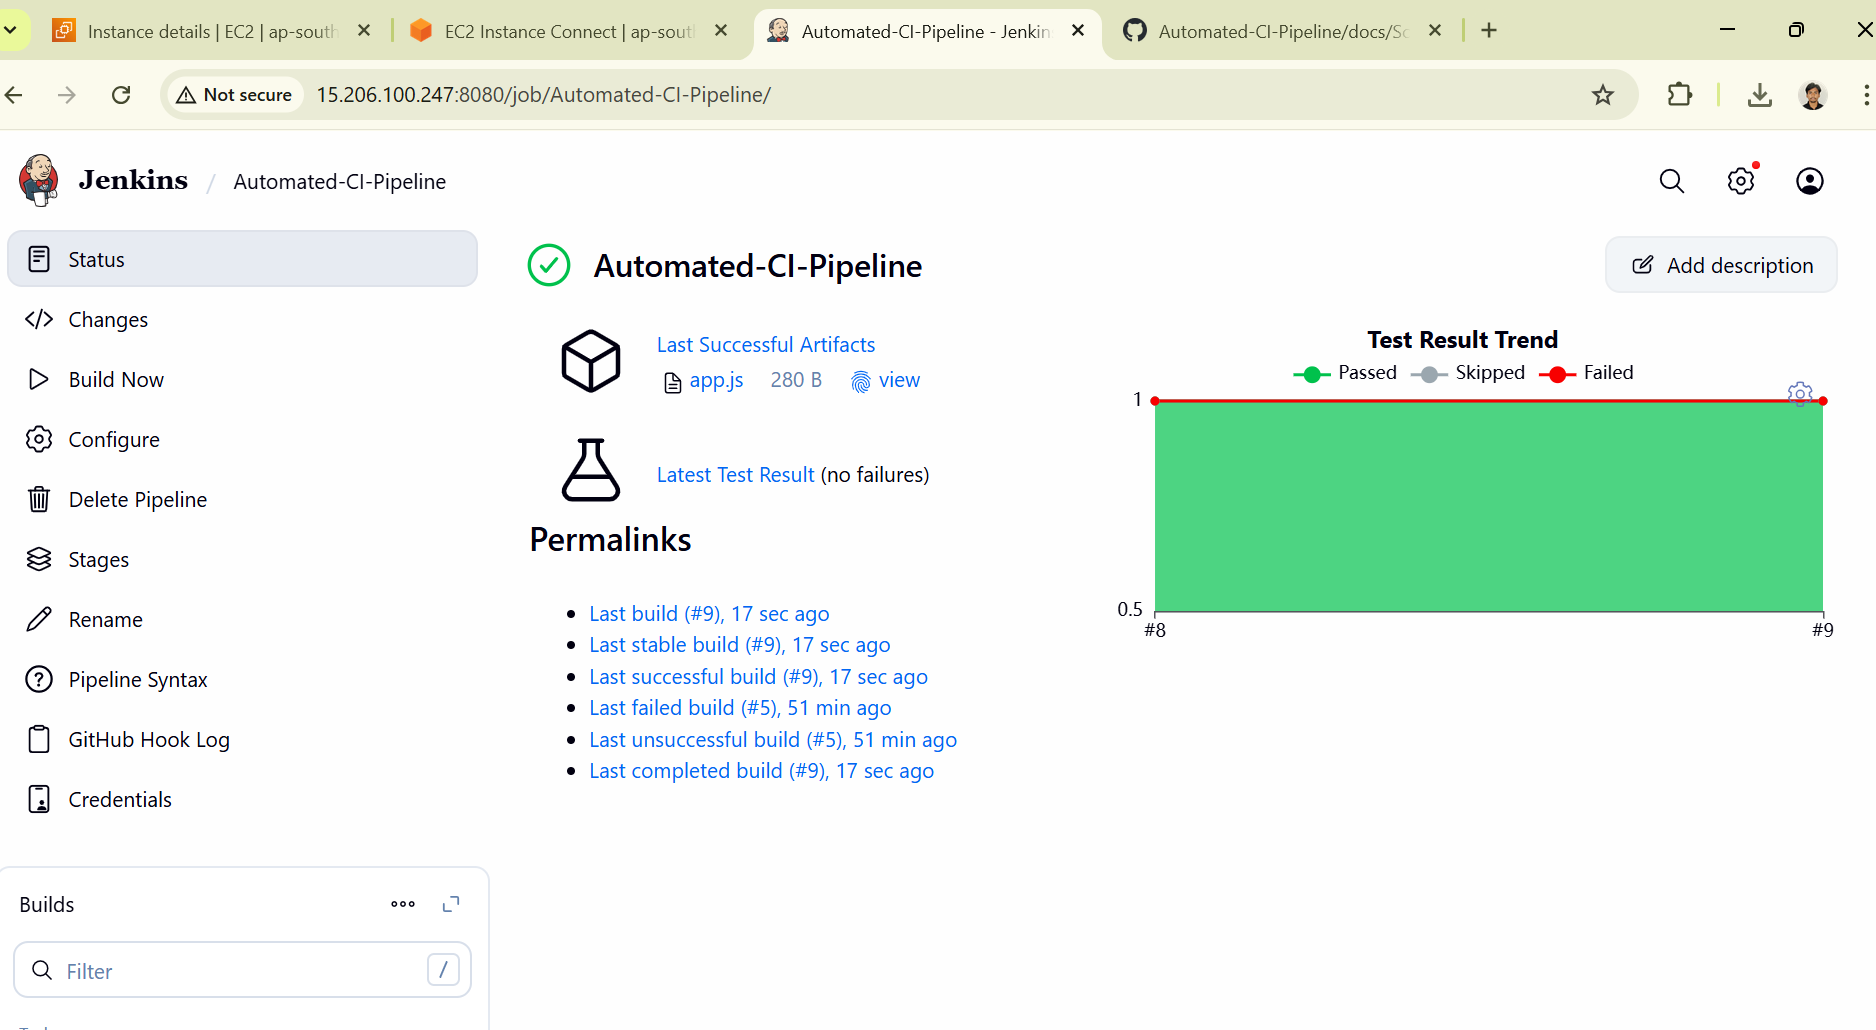 Instance details | EC2 | ap-south
EC2 Instance Connect | ap-sout
Automated-CI-Pipeline - Jenkin
Automated-CI-Pipeline/docs/Sc
Not secure
15.206.100.247:8080/job/Automated-CI-Pipeline/
Jenkins / Automated-CI-Pipeline
Status
Changes
Build Now
Configure
Delete Pipeline
Stages
Rename
Pipeline Syntax
GitHub Hook Log
Credentials
Builds
Filter /
Automated-CI-Pipeline
Add description
Last Successful Artifacts
app.js 280 B view
Latest Test Result (no failures)
Permalinks
Last build (#9), 17 sec ago
Last stable build (#9), 17 sec ago
Last successful build (#9), 17 sec ago
Last failed build (#5), 51 min ago
Last unsuccessful build (#5), 51 min ago
Last completed build (#9), 17 sec ago
Test Result Trend
Passed Skipped Failed
1
0.5
#8 #9